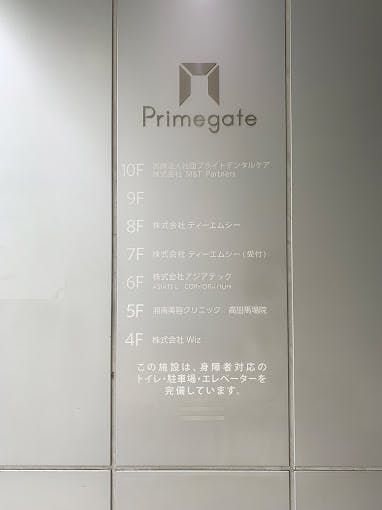 Primegate
10F 医療法人社団ブライトデンタルケア
株式会社 M&T Partners
9F
8F 株式会社 ティーエムシー
7F 株式会社 ティーエムシー (受付)
6F 株式会社アジアテック
5F 湘南美容クリニック 高田馬場院
4F 株式会社 Wiz
この施設は、身障者対応の
トイレ・駐車場・エレベーターを
完備しています。